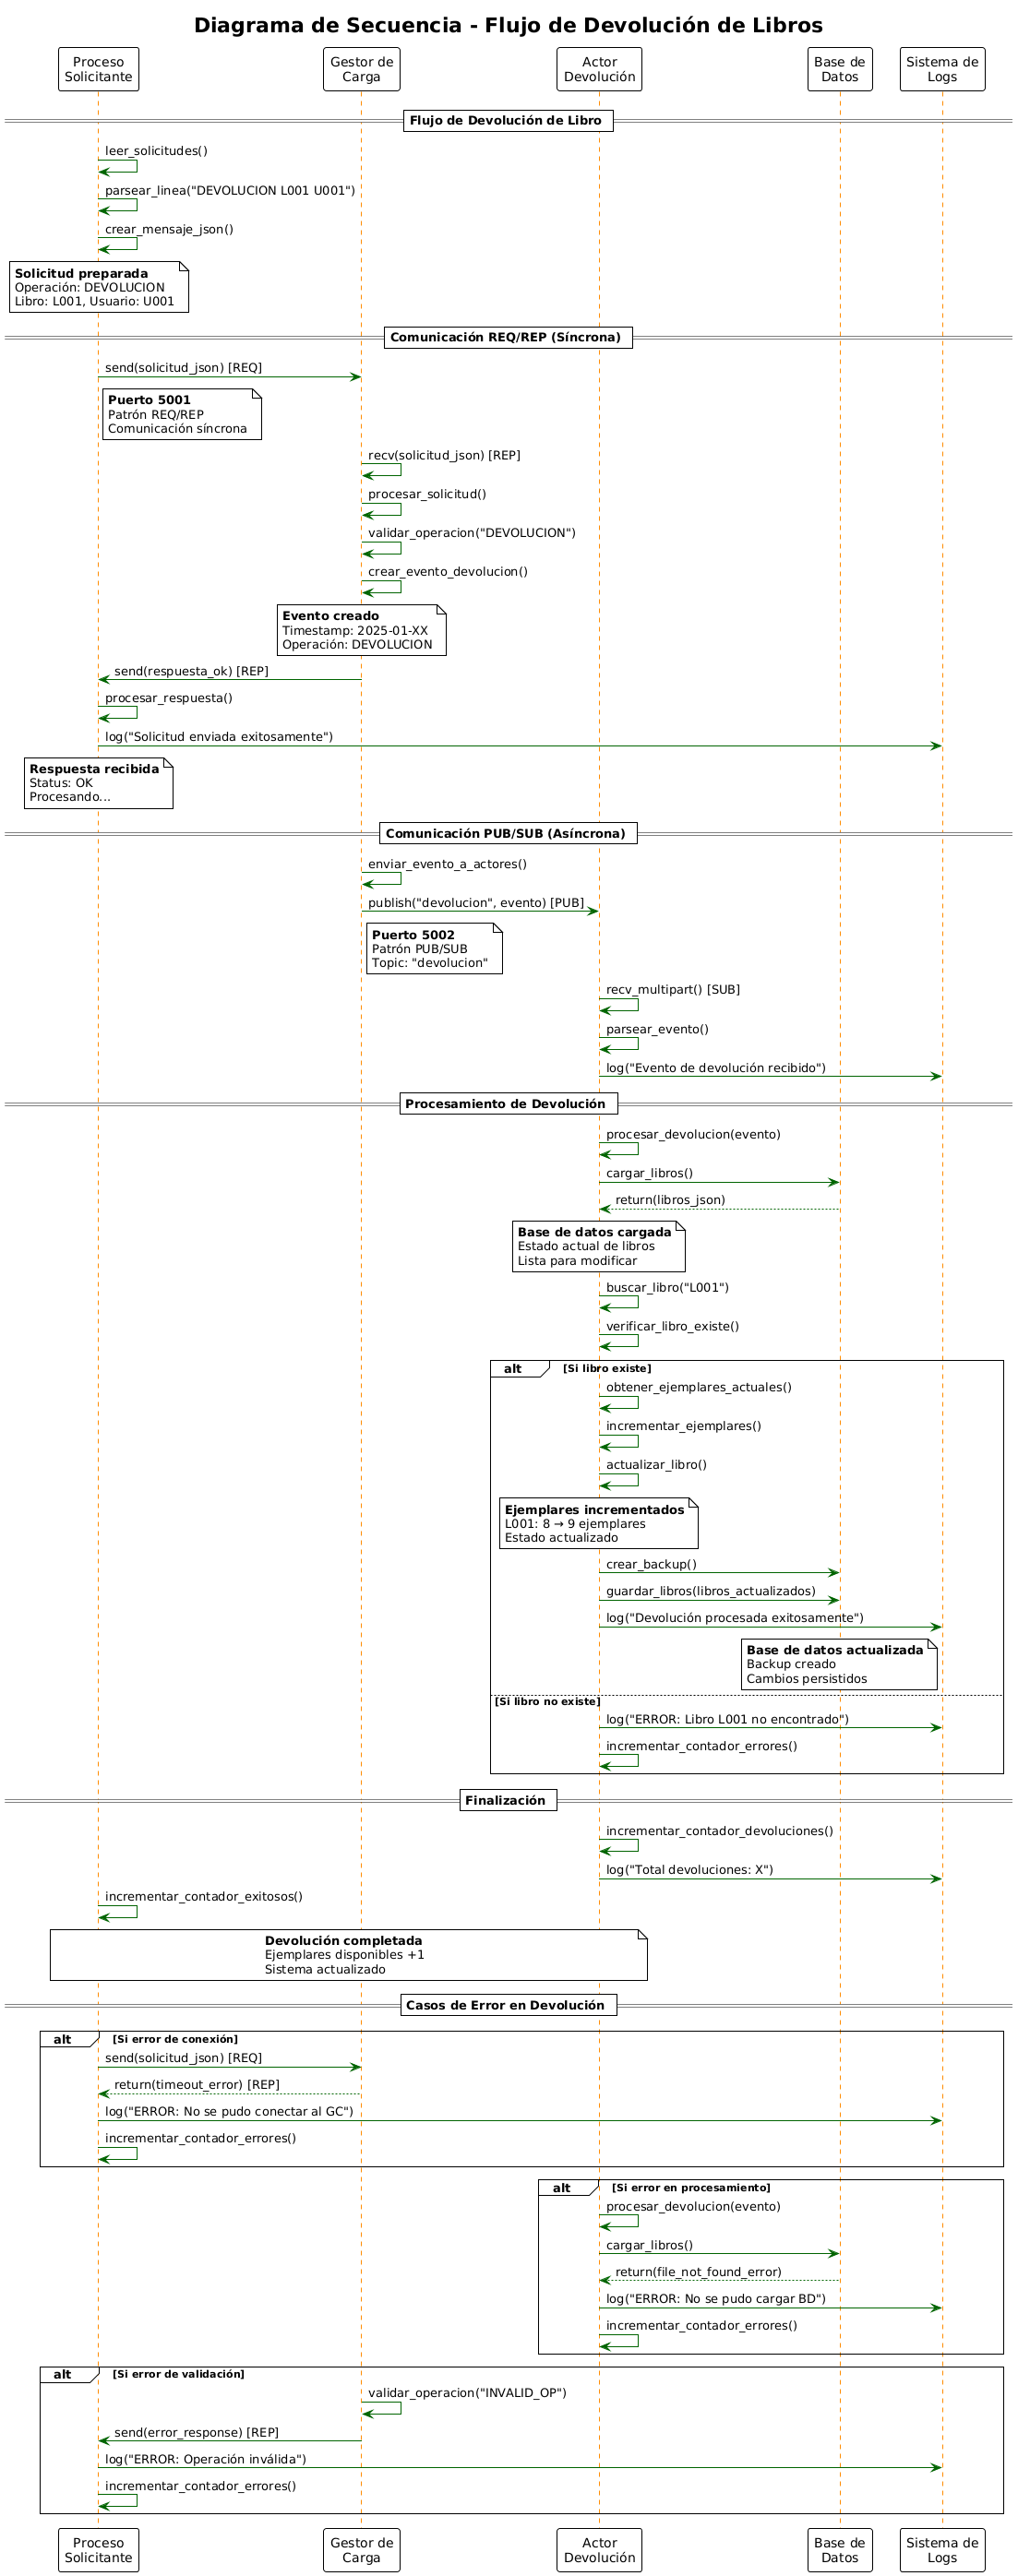 Diagrama de Secuencia - Flujo de Devolución de Libros
Proceso
Solicitante
Gestor de
Carga
Actor
Devolución
Base de
Datos
Sistema de
Logs
Flujo de Devolución de Libro
leer_solicitudes()
parsear_linea("DEVOLUCION L001 U001")
crear_mensaje_json()
Solicitud preparada
Operación: DEVOLUCION
Libro: L001, Usuario: U001
Comunicación REQ/REP (Síncrona)
send(solicitud_json) [REQ]
Puerto 5001
Patrón REQ/REP
Comunicación síncrona
recv(solicitud_json) [REP]
procesar_solicitud()
validar_operacion("DEVOLUCION")
crear_evento_devolucion()
Evento creado
Timestamp: 2025-01-XX
Operación: DEVOLUCION
send(respuesta_ok) [REP]
procesar_respuesta()
log("Solicitud enviada exitosamente")
Respuesta recibida
Status: OK
Procesando...
Comunicación PUB/SUB (Asíncrona)
enviar_evento_a_actores()
publish("devolucion", evento) [PUB]
Puerto 5002
Patrón PUB/SUB
Topic: "devolucion"
recv_multipart() [SUB]
parsear_evento()
log("Evento de devolución recibido")
Procesamiento de Devolución
procesar_devolucion(evento)
cargar_libros()
return(libros_json)
Base de datos cargada
Estado actual de libros
Lista para modificar
buscar_libro("L001")
verificar_libro_existe()
alt [Si libro existe]
obtener_ejemplares_actuales()
incrementar_ejemplares()
actualizar_libro()
Ejemplares incrementados
L001: 8 → 9 ejemplares
Estado actualizado
crear_backup()
guardar_libros(libros_actualizados)
log("Devolución procesada exitosamente")
Base de datos actualizada
Backup creado
Cambios persistidos
[Si libro no existe]
log("ERROR: Libro L001 no encontrado")
incrementar_contador_errores()
Finalización
incrementar_contador_devoluciones()
log("Total devoluciones: X")
incrementar_contador_exitosos()
Devolución completada
Ejemplares disponibles +1
Sistema actualizado
Casos de Error en Devolución
alt [Si error de conexión]
send(solicitud_json) [REQ]
return(timeout_error) [REP]
log("ERROR: No se pudo conectar al GC")
incrementar_contador_errores()
alt [Si error en procesamiento]
procesar_devolucion(evento)
cargar_libros()
return(file_not_found_error)
log("ERROR: No se pudo cargar BD")
incrementar_contador_errores()
alt [Si error de validación]
validar_operacion("INVALID_OP")
send(error_response) [REP]
log("ERROR: Operación inválida")
incrementar_contador_errores()
Proceso
Solicitante
Gestor de
Carga
Actor
Devolución
Base de
Datos
Sistema de
Logs